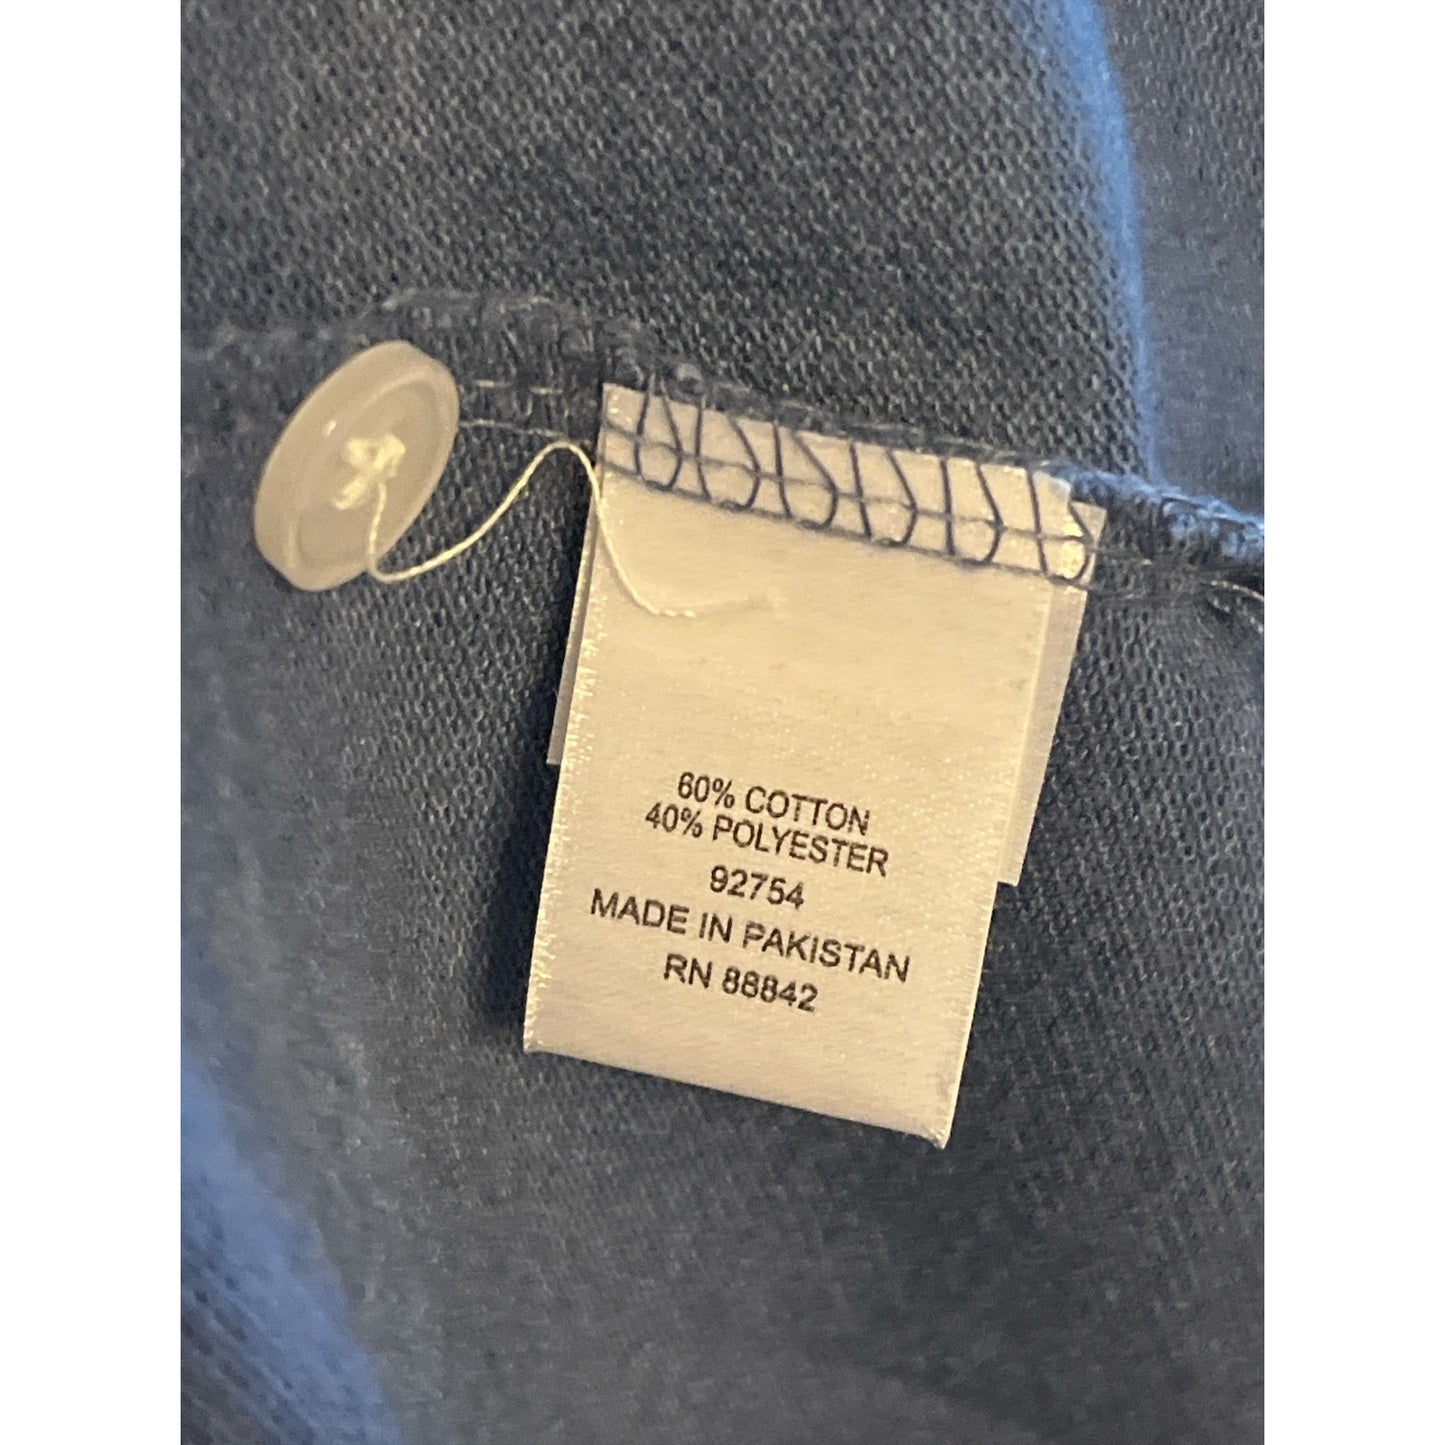 60% COTTON
40% POLYESTER
92754
MADE IN PAKISTAN
RN 88842